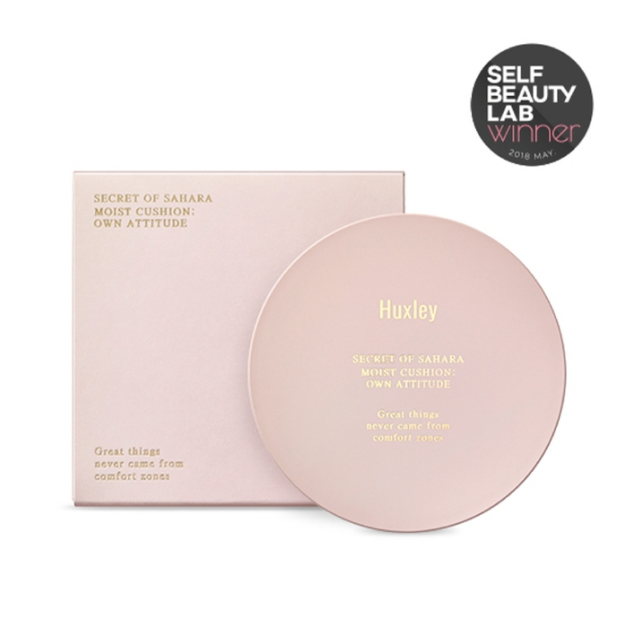 SELF
BEAUTY
LAB
winner
2018 MAY.
SECRET OF SAHARA
MOIST CUSHION:
OWN ATTITUDE
Great things
never came from
comfort zones
Huxley
SECRET OF SAHARA
MOIST CUSHION:
OWN ATTITUDE
Great things
never came from
comfort zones